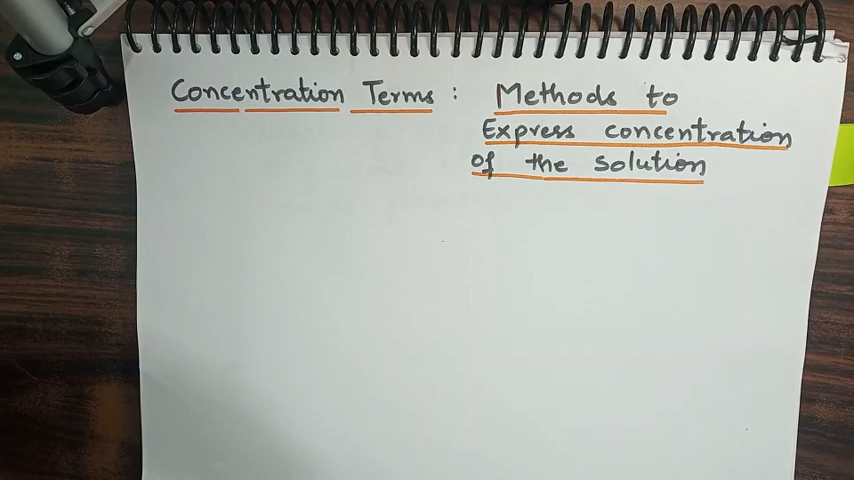 Concentration Terms : Methods to
Express concentration
of the solution